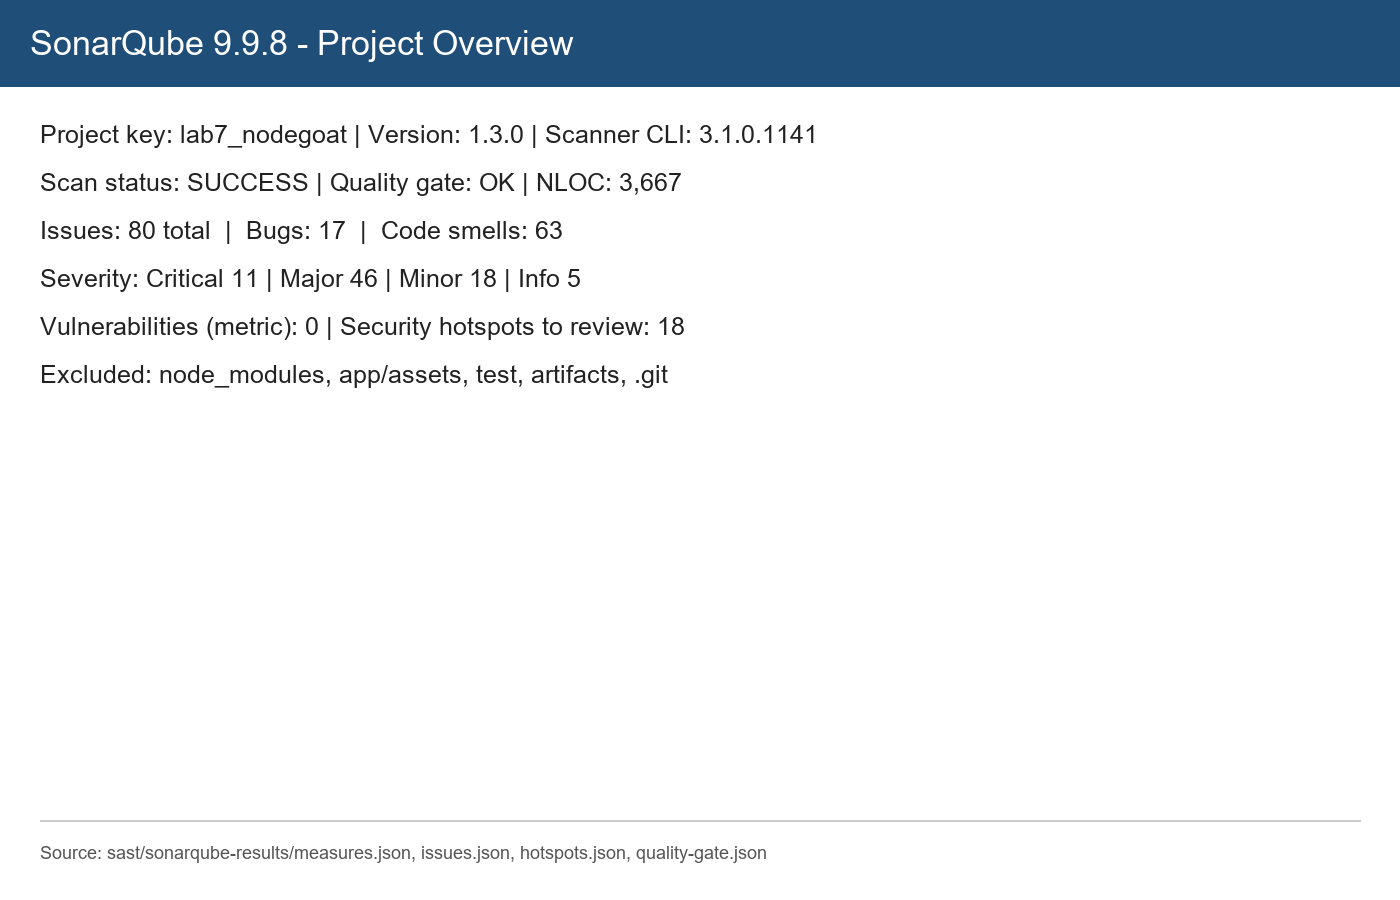 SonarQube 9.9.8 - Project Overview
Project key: lab7_nodegoat | Version: 1.3.0 | Scanner CLI: 3.1.0.1141
Scan status: SUCCESS | Quality gate: OK | NLOC: 3,667
Issues: 80 total  |  Bugs: 17  |  Code smells: 63
Severity: Critical 11 | Major 46 | Minor 18 | Info 5
Vulnerabilities (metric): 0 | Security hotspots to review: 18
Excluded: node_modules, app/assets, test, artifacts, .git
Source: sast/sonarqube-results/measures.json, issues.json, hotspots.json, quality-gate.json